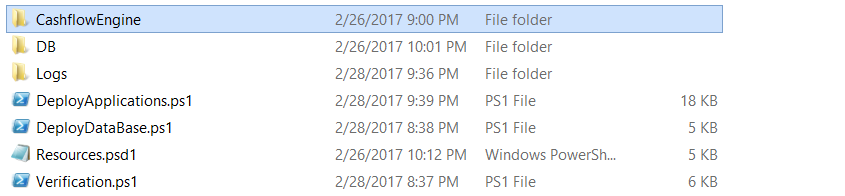 CashflowEngine 2/26/2017 9:00 PM File folder
DB 2/26/2017 10:01 PM File folder
Logs 2/28/2017 9:36 PM File folder
DeployApplications.ps1 2/28/2017 9:39 PM PS1 File 18 KB
DeployDataBase.ps1 2/28/2017 8:38 PM PS1 File 5 KB
Resources.psd1 2/26/2017 10:12 PM Windows PowerSh... 5 KB
Verification.ps1 2/28/2017 8:37 PM PS1 File 6 KB